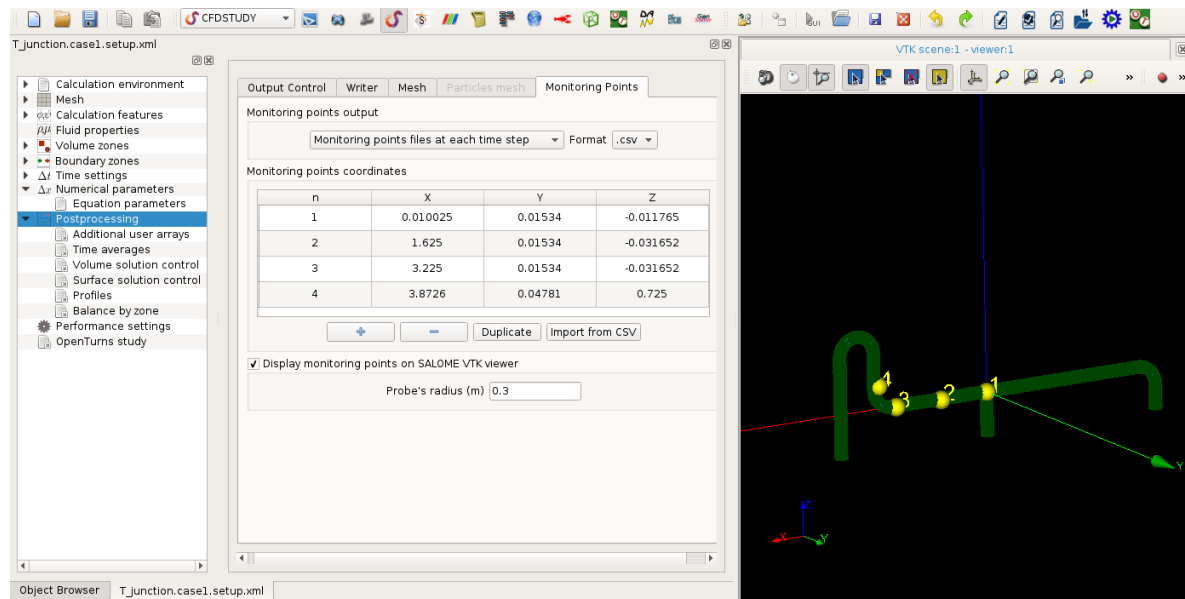 CFDSTUDY
T_junction.case1.setup.xml
VTK scene:1 - viewer:1
Calculation environment
Mesh
Calculation features
Fluid properties
Volume zones
Boundary zones
Δt Time settings
Δx Numerical parameters
Equation parameters
Postprocessing
Additional user arrays
Time averages
Volume solution control
Surface solution control
Profiles
Balance by zone
Performance settings
OpenTurns study
Output Control Writer Mesh Particles mesh Monitoring Points
Monitoring points output
Monitoring points files at each time step Format .csv
Monitoring points coordinates
n X Y Z
1 0.010025 0.01534 -0.011765
2 1.625 0.01534 -0.031652
3 3.225 0.01534 -0.031652
4 3.8726 0.04781 0.725
Duplicate Import from CSV
Display monitoring points on SALOME VTK viewer
Probe's radius (m) 0.3
4 3 2 1
Y
Z
X Y
Object Browser T_junction.case1.setup.xml